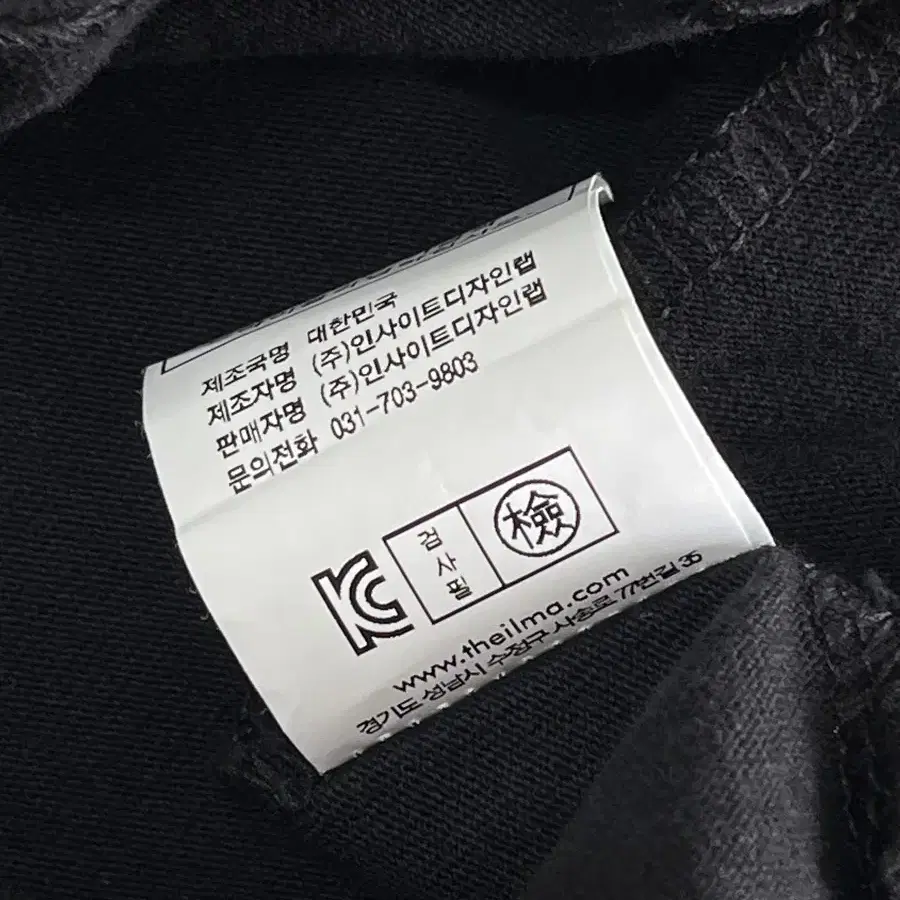 제조국명 대한민국
제조자명 (주)인사이트디자인랩
판매자명 (주)인사이트디자인랩
문의전화 031-703-9803
KC
검사필
檢
www.theilma.com
경기도 성남시 수정구 사송로 77번길 35